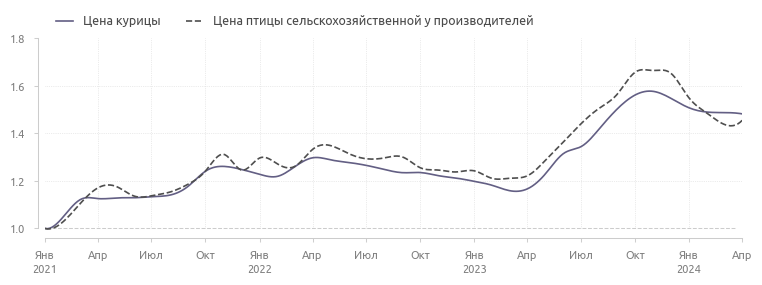 Цена курицы Цена птицы сельскохозяйственной у производителей
1.8
1.6
1.4
1.2
1.0
Янв Апр Июл Окт Янв Апр Июл Окт Янв Апр Июл Окт Янв Апр
2021 2022 2023 2024